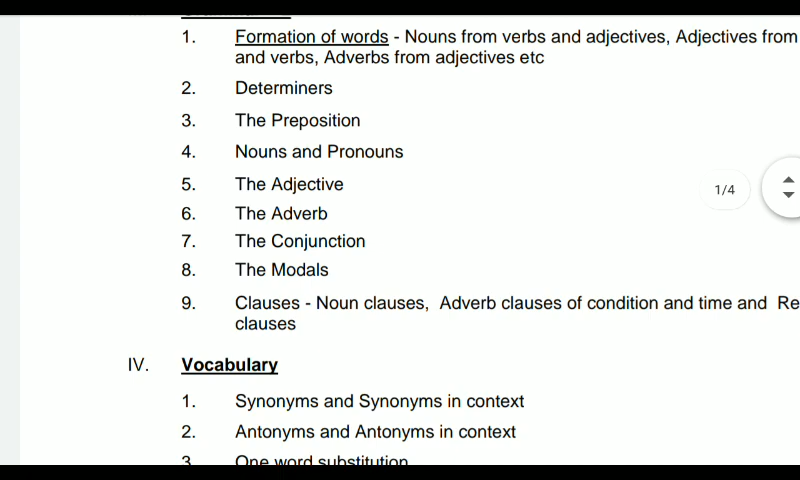 1. Formation of words - Nouns from verbs and adjectives, Adjectives from
and verbs, Adverbs from adjectives etc
2. Determiners
3. The Preposition
4. Nouns and Pronouns
5. The Adjective
1/4
6. The Adverb
7. The Conjunction
8. The Modals
9. Clauses - Noun clauses, Adverb clauses of condition and time and Re
clauses
IV. Vocabulary
1. Synonyms and Synonyms in context
2. Antonyms and Antonyms in context
3. One word substitution